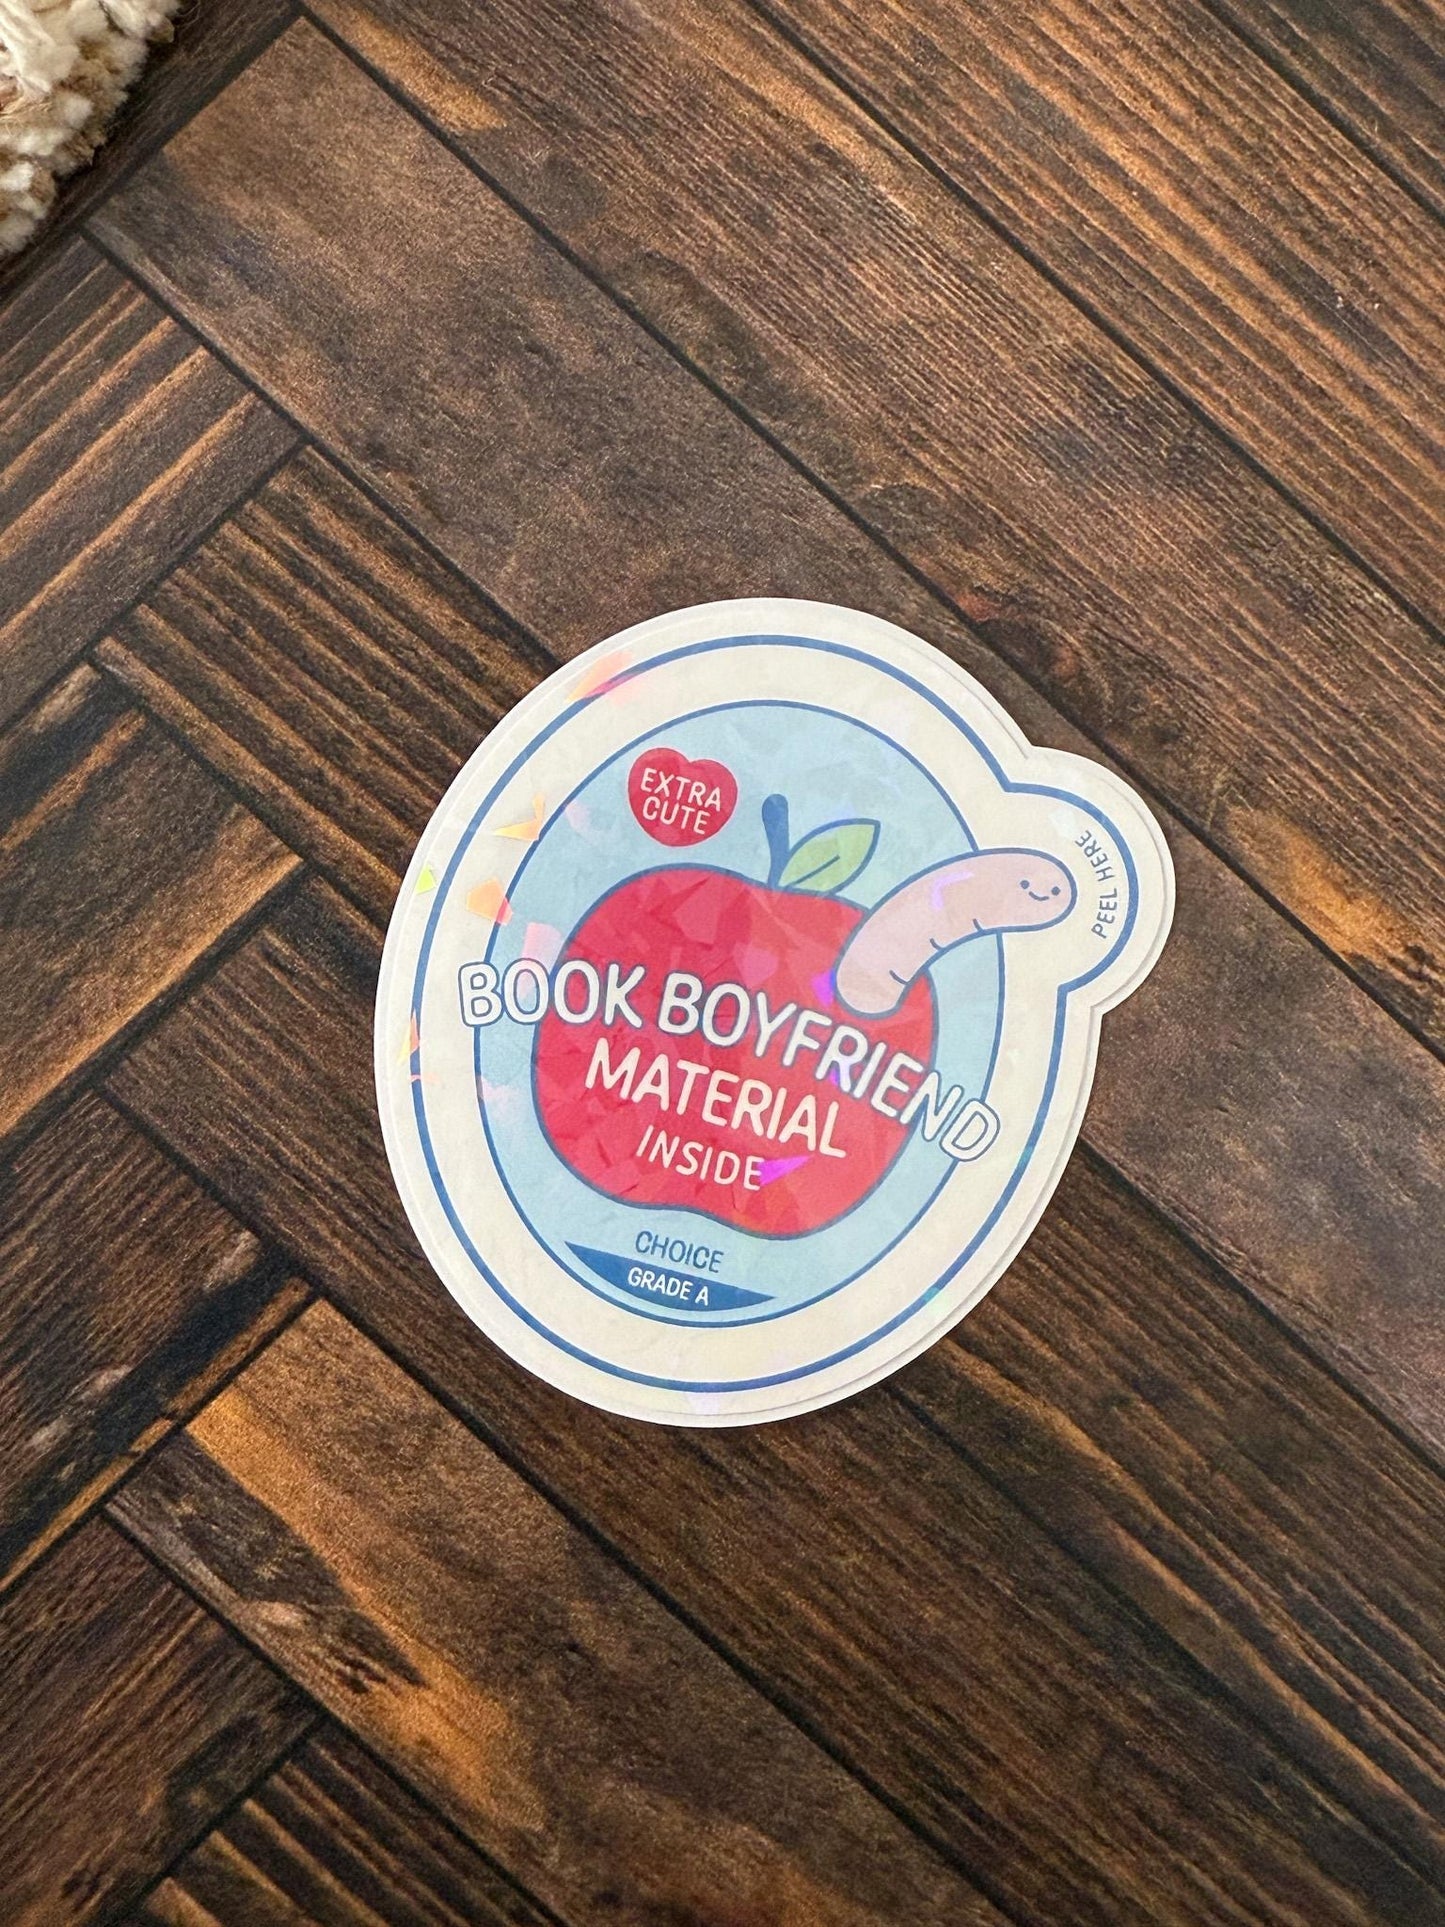 EXTRA
CUTE
PEEL HERE
BOOK BOYFRIEND
MATERIAL
INSIDE
CHOICE
GRADE A